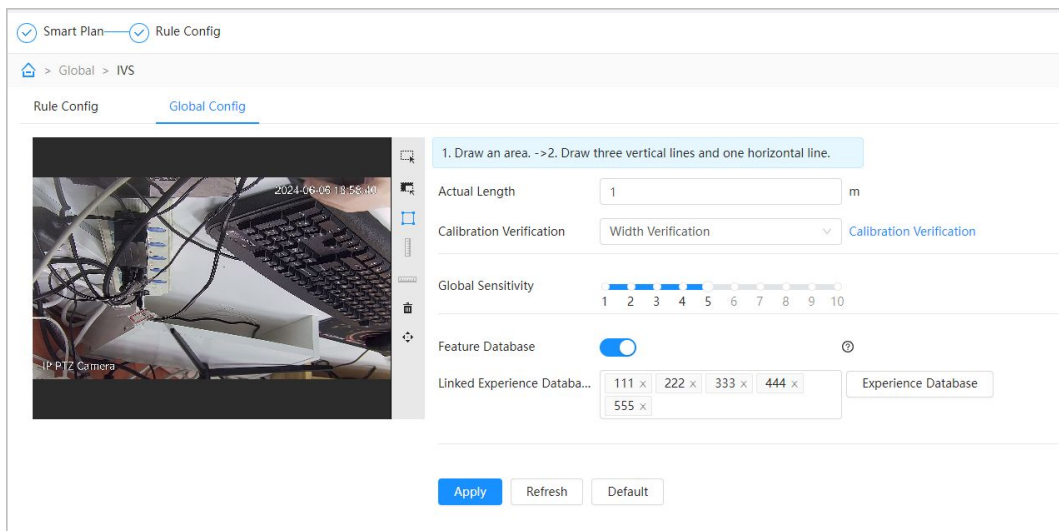 Smart Plan Rule Config
> Global > IVS
Rule Config Global Config
1. Draw an area. ->2. Draw three vertical lines and one horizontal line.
2024-06-06 18:58:40
Actual Length 1 m
Calibration Verification Width Verification Calibration Verification
Global Sensitivity
1 2 3 4 5 6 7 8 9 10
Feature Database
IP PTZ Camera
Linked Experience Databa... 111 × 222 × 333 × 444 × Experience Database
555 ×
Apply Refresh Default